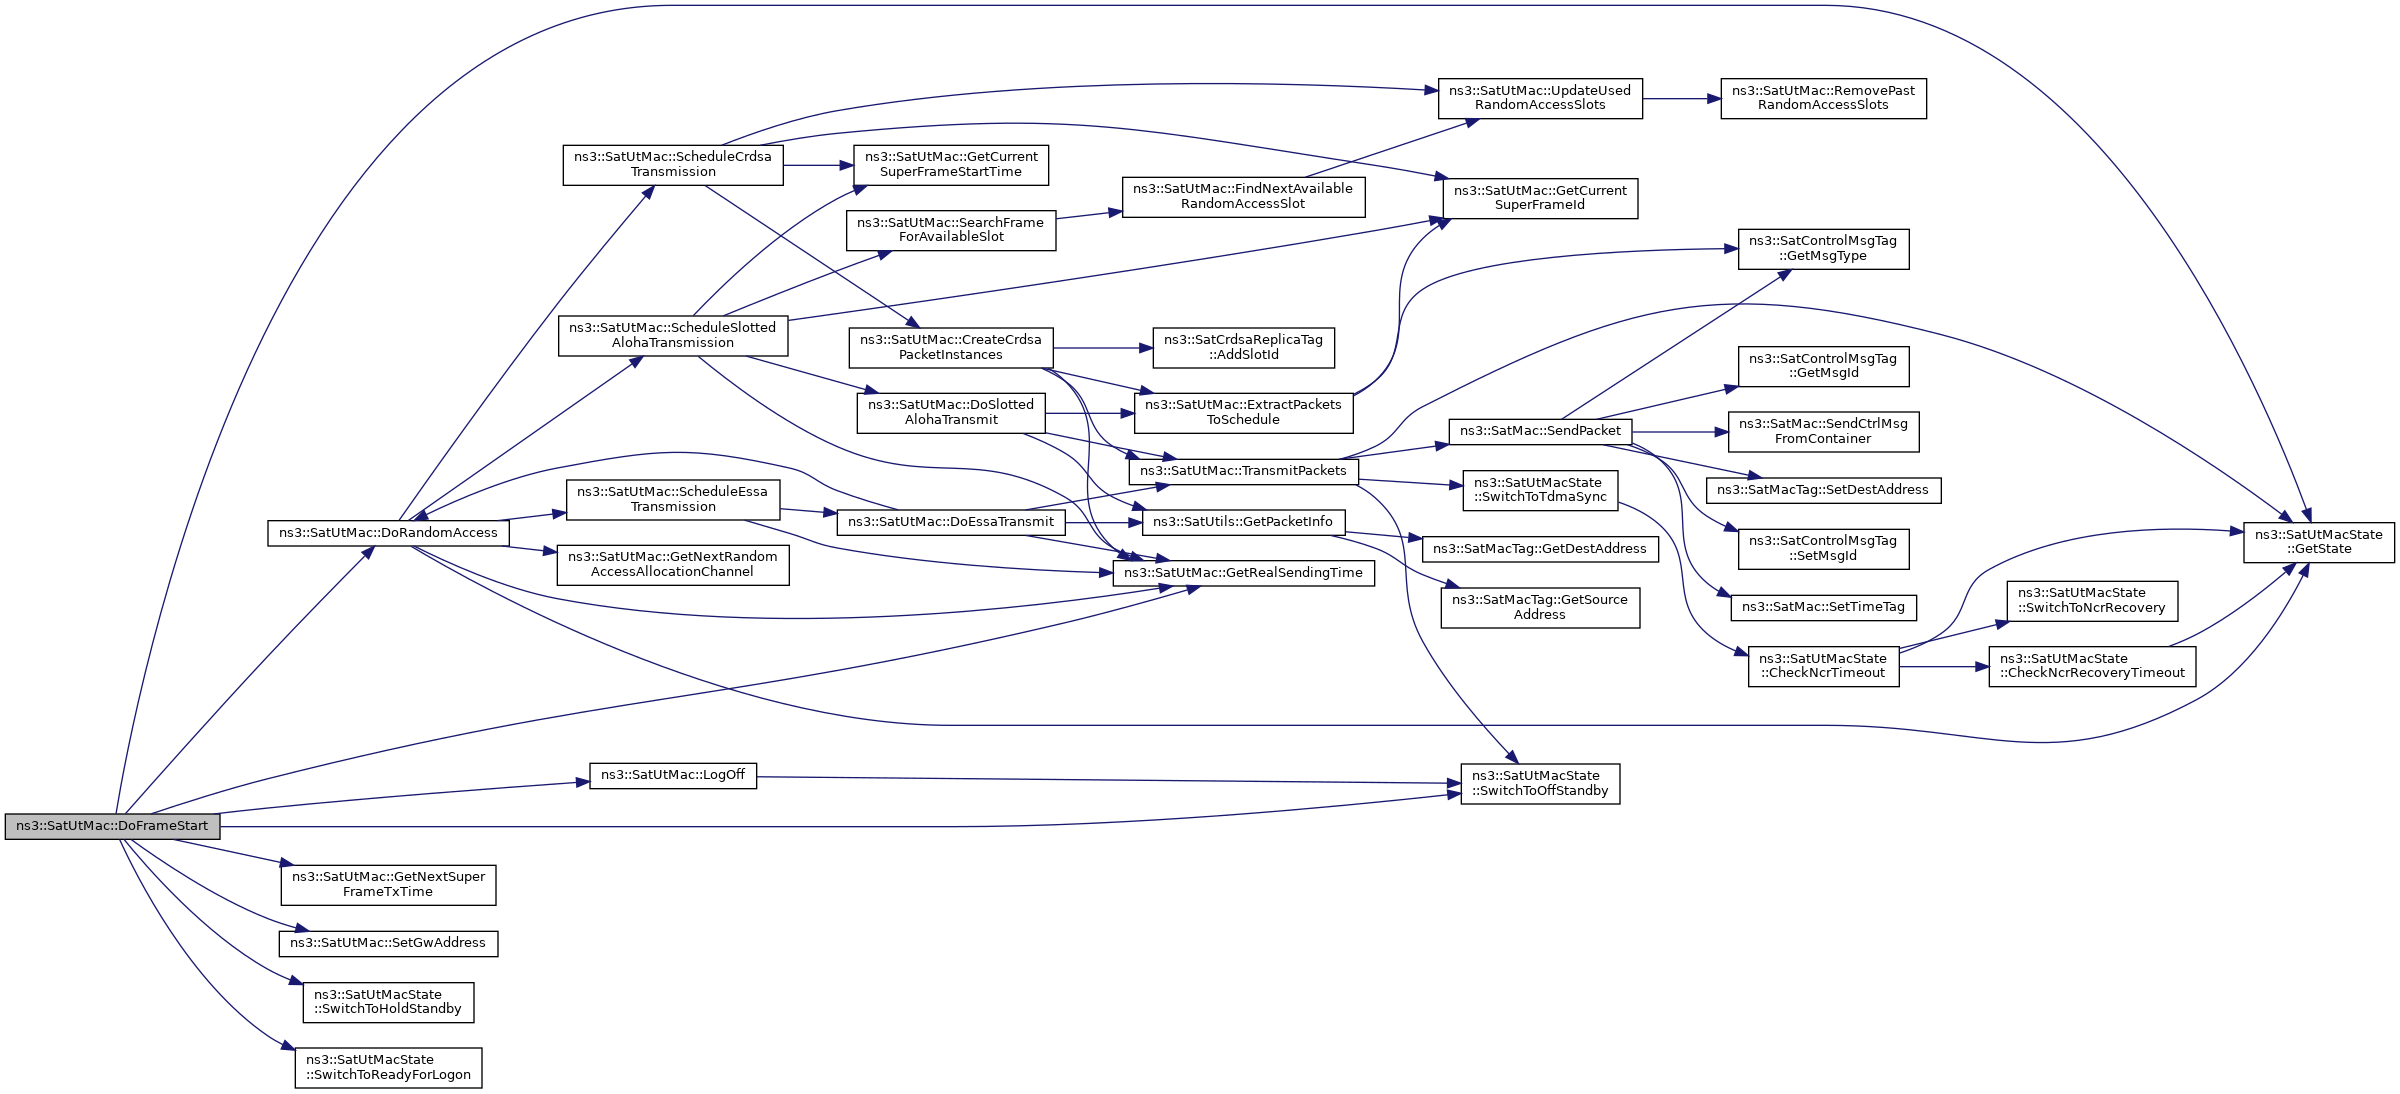 ns3::SatUtMac::DoFrameStart
ns3::SatUtMac::DoRandomAccess
ns3::SatUtMac::GetNextSuper
FrameTxTime
ns3::SatUtMac::SetGwAddress
ns3::SatUtMacState
::SwitchToHoldStandby
ns3::SatUtMacState
::SwitchToReadyForLogon
ns3::SatUtMac::ScheduleCrdsa
Transmission
ns3::SatUtMac::ScheduleSlotted
AlohaTransmission
ns3::SatUtMac::ScheduleEssa
Transmission
ns3::SatUtMac::GetNextRandom
AccessAllocationChannel
ns3::SatUtMac::LogOff
ns3::SatUtMac::GetCurrent
SuperFrameStartTime
ns3::SatUtMac::SearchFrame
ForAvailableSlot
ns3::SatUtMac::CreateCrdsa
PacketInstances
ns3::SatUtMac::DoSlotted
AlohaTransmit
ns3::SatUtMac::DoEssaTransmit
ns3::SatUtMac::FindNextAvailable
RandomAccessSlot
ns3::SatCrdsaReplicaTag
::AddSlotId
ns3::SatUtMac::ExtractPackets
ToSchedule
ns3::SatUtMac::TransmitPackets
ns3::SatUtils::GetPacketInfo
ns3::SatUtMac::GetRealSendingTime
ns3::SatUtMac::UpdateUsed
RandomAccessSlots
ns3::SatUtMac::GetCurrent
SuperFrameId
ns3::SatMac::SendPacket
ns3::SatUtMacState
::SwitchToTdmaSync
ns3::SatMacTag::GetDestAddress
ns3::SatMacTag::GetSource
Address
ns3::SatUtMacState
::SwitchToOffStandby
ns3::SatUtMac::RemovePast
RandomAccessSlots
ns3::SatControlMsgTag
::GetMsgType
ns3::SatControlMsgTag
::GetMsgId
ns3::SatMac::SendCtrlMsg
FromContainer
ns3::SatMacTag::SetDestAddress
ns3::SatControlMsgTag
::SetMsgId
ns3::SatMac::SetTimeTag
ns3::SatUtMacState
::CheckNcrTimeout
ns3::SatUtMacState
::SwitchToNcrRecovery
ns3::SatUtMacState
::CheckNcrRecoveryTimeout
ns3::SatUtMacState
::GetState